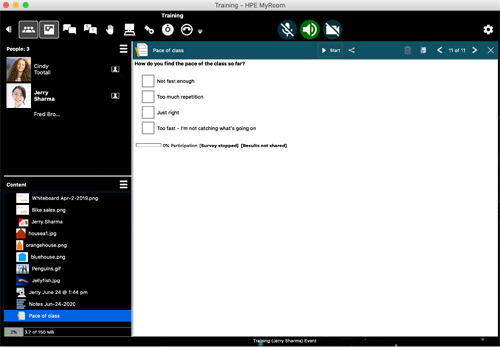 Training - HPE MyRoom
Training
People: 3
Cindy
Tootali
Jerry
Sharma
Fred Bro...
Pace of class
Start
11 of 11
How do you find the pace of the class so far?
Not fast enough
Too much repetition
Just right
Too fast - I'm not catching what's going on
0% Participation [Survey stopped] [Results not shared]
Content
Whiteboard Apr-2-2019.png
Bike sales.png
Jerry Sharma
housea1.jpg
orangehouse.png
bluehouse.png
Penguins.gif
Jellyfish.jpg
Jerry June 24 @ 1:44 pm
Notes Jun-24-2020
Pace of class
2% 3.7 of 150 MB
Training (Jerry Sharma) Event